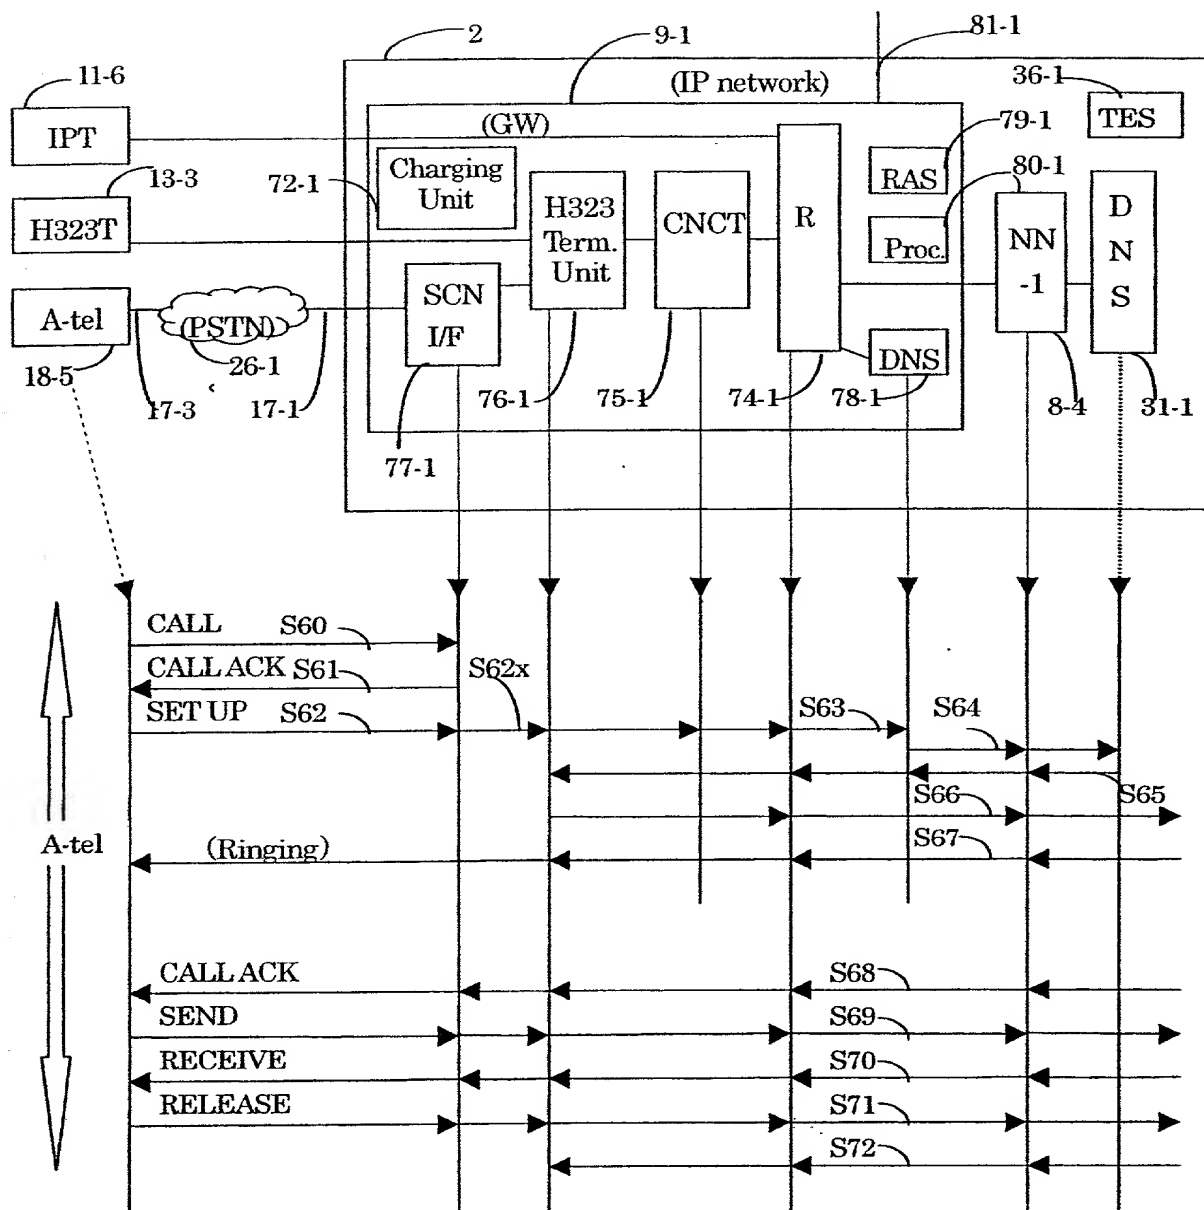 2
9-1
81-1
11-6
(IP network)
36-1
IPT
(GW)
TES
79-1
13-3
72-1
Charging
Unit
RAS
80-1
H323T
H323
Term.
Unit
CNCT
R
Proc.
NN
-1
D
N
S
A-tel
(PSTN)
SCN
I/F
DNS
18-5
26-1
17-3
17-1
76-1
75-1
74-1
78-1
8-4
31-1
77-1
CALL S60
CALL ACK S61
S62x
SET UP S62
S63
S64
S66
S65
A-tel
(Ringing)
S67
CALL ACK
S68
SEND
S69
RECEIVE
S70
RELEASE
S71
S72